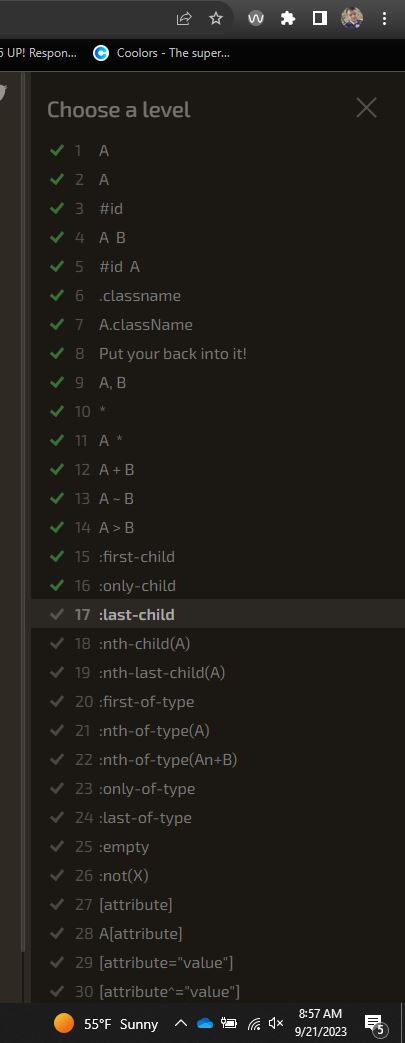 5 UP! Respon...
Coolors - The super...
Choose a level
1 A
2 A
3 #id
4 A B
5 #id A
6 .classname
7 A.className
8 Put your back into it!
9 A, B
10 *
11 A *
12 A + B
13 A ~ B
14 A > B
15 :first-child
16 :only-child
17 :last-child
18 :nth-child(A)
19 :nth-last-child(A)
20 :first-of-type
21 :nth-of-type(A)
22 :nth-of-type(An+B)
23 :only-of-type
24 :last-of-type
25 :empty
26 :not(X)
27 [attribute]
28 A[attribute]
29 [attribute="value"]
30 [attribute^="value"]
55°F Sunny
8:57 AM
9/21/2023
5